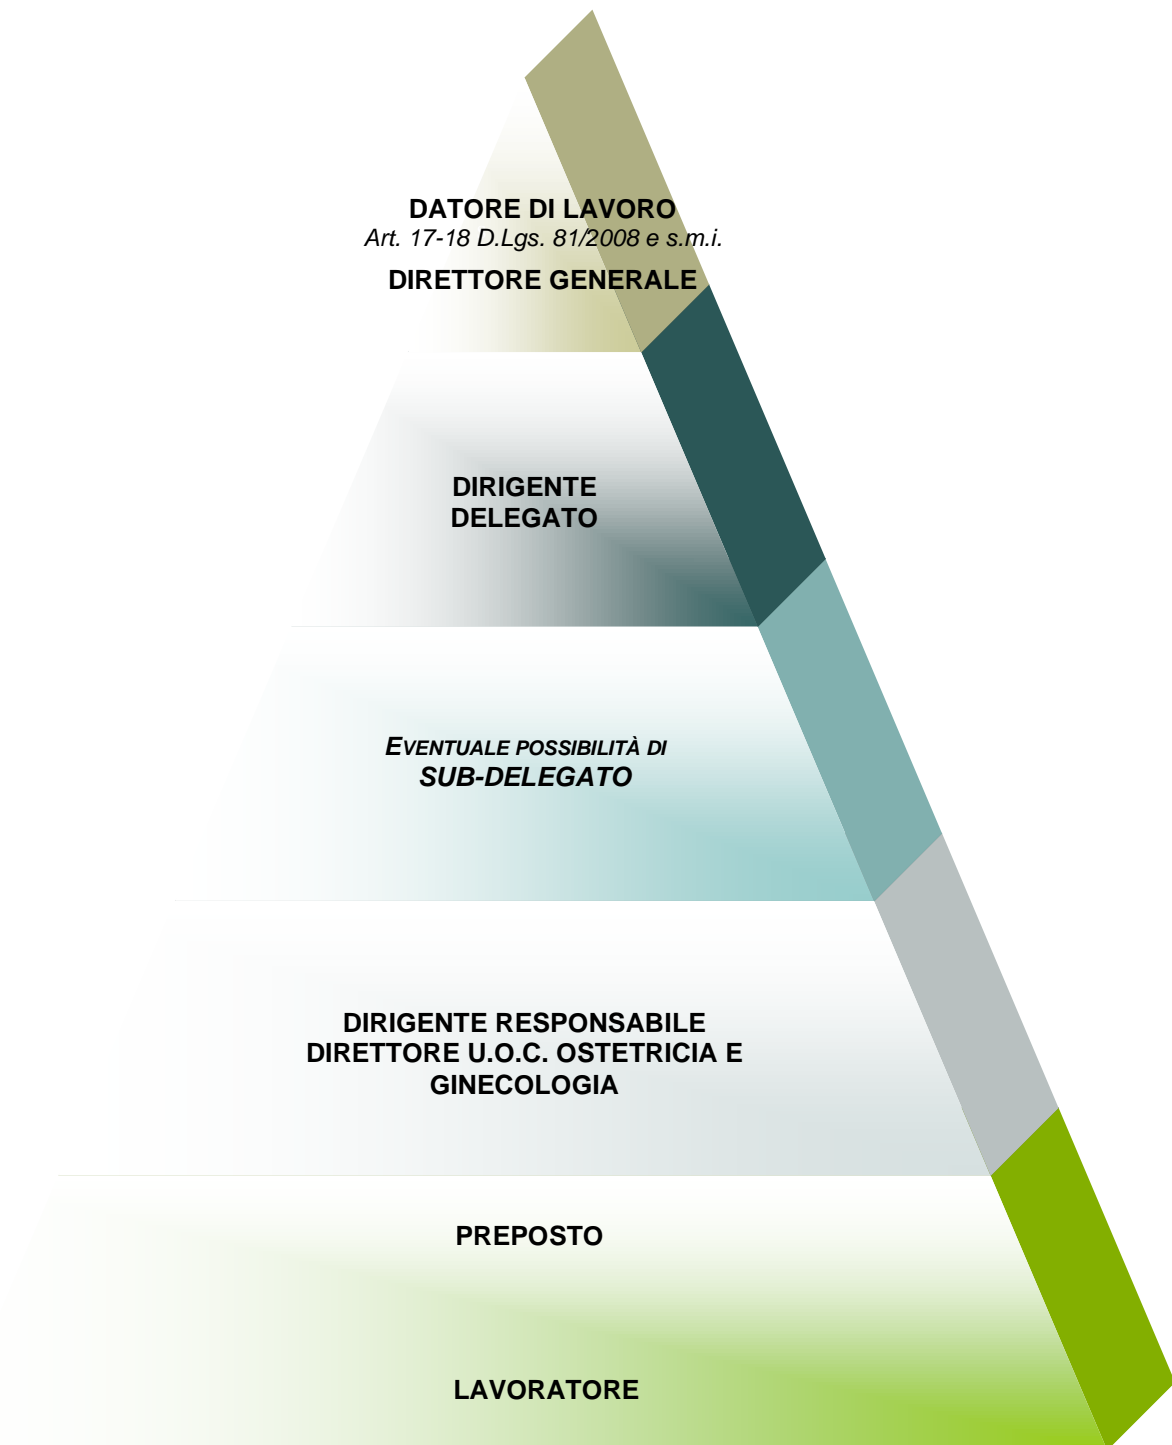 DATORE DI LAVORO
Art. 17-18 D.Lgs. 81/2008 e s.m.i.
DIRETTORE GENERALE
DIRIGENTE
DELEGATO
EVENTUALE POSSIBILITÀ DI
SUB-DELEGATO
DIRIGENTE RESPONSABILE
DIRETTORE U.O.C. OSTETRICIA E
GINECOLOGIA
PREPOSTO
LAVORATORE